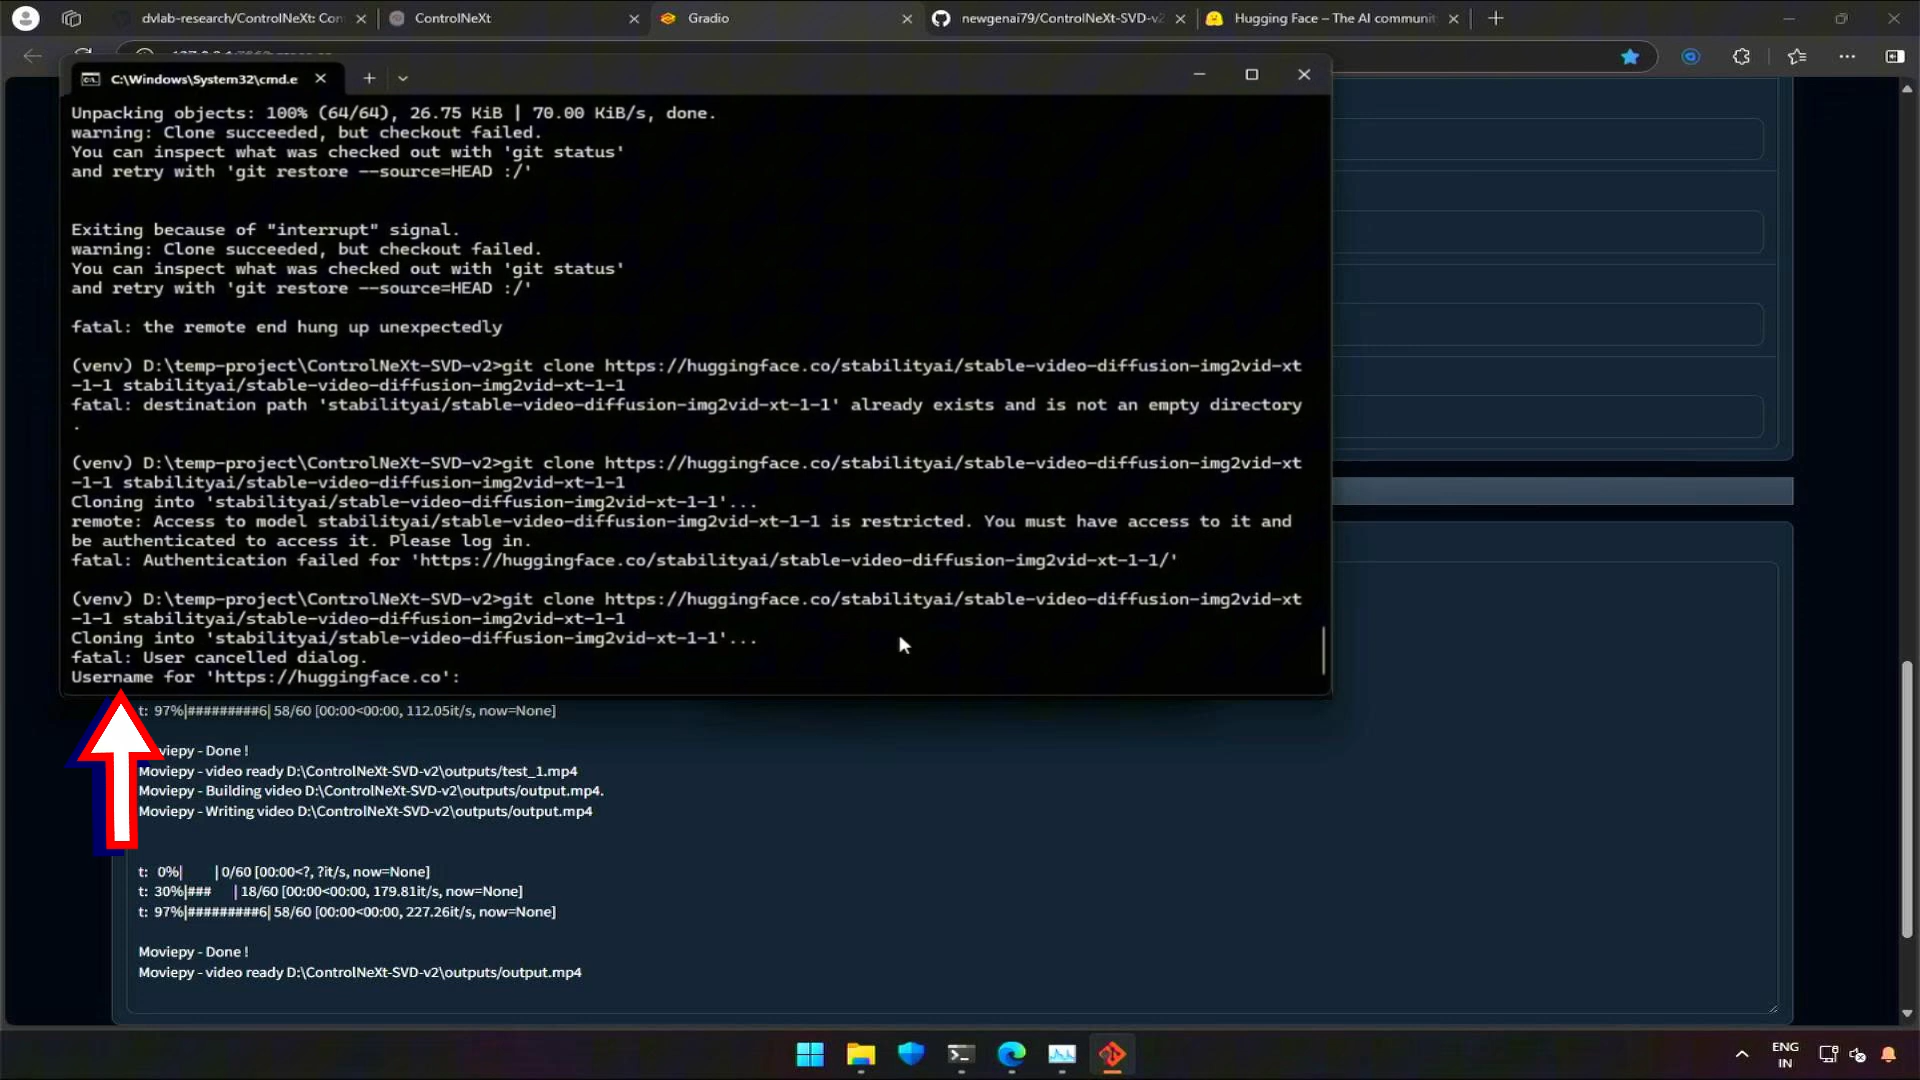 dvlab-research/ControlNeXt: Con
ControlNeXt
Gradio
newgenai79/ControlNeXt-SVD-v2
Hugging Face – The AI communit
C:\Windows\System32\cmd.e
Unpacking objects: 100% (64/64), 26.75 KiB | 70.00 KiB/s, done.
warning: Clone succeeded, but checkout failed.
You can inspect what was checked out with 'git status'
and retry with 'git restore --source=HEAD :/'
Exiting because of "interrupt" signal.
warning: Clone succeeded, but checkout failed.
You can inspect what was checked out with 'git status'
and retry with 'git restore --source=HEAD :/'
fatal: the remote end hung up unexpectedly
(venv) D:\temp-project\ControlNeXt-SVD-v2>git clone https://huggingface.co/stabilityai/stable-video-diffusion-img2vid-xt
-1-1 stabilityai/stable-video-diffusion-img2vid-xt-1-1
fatal: destination path 'stabilityai/stable-video-diffusion-img2vid-xt-1-1' already exists and is not an empty directory
.
(venv) D:\temp-project\ControlNeXt-SVD-v2>git clone https://huggingface.co/stabilityai/stable-video-diffusion-img2vid-xt
-1-1 stabilityai/stable-video-diffusion-img2vid-xt-1-1
Cloning into 'stabilityai/stable-video-diffusion-img2vid-xt-1-1'...
remote: Access to model stabilityai/stable-video-diffusion-img2vid-xt-1-1 is restricted. You must have access to it and
be authenticated to access it. Please log in.
fatal: Authentication failed for 'https://huggingface.co/stabilityai/stable-video-diffusion-img2vid-xt-1-1/'
(venv) D:\temp-project\ControlNeXt-SVD-v2>git clone https://huggingface.co/stabilityai/stable-video-diffusion-img2vid-xt
-1-1 stabilityai/stable-video-diffusion-img2vid-xt-1-1
Cloning into 'stabilityai/stable-video-diffusion-img2vid-xt-1-1'...
fatal: User cancelled dialog.
Username for 'https://huggingface.co':
t: 97%|#########6| 58/60 [00:00<00:00, 112.05it/s, now=None]
viepy - Done !
Moviepy - video ready D:\ControlNeXt-SVD-v2\outputs/test_1.mp4
Moviepy - Building video D:\ControlNeXt-SVD-v2\outputs/output.mp4.
Moviepy - Writing video D:\ControlNeXt-SVD-v2\outputs/output.mp4
t: 0%| | 0/60 [00:00<?, ?it/s, now=None]
t: 30%|### | 18/60 [00:00<00:00, 179.81it/s, now=None]
t: 97%|#########6| 58/60 [00:00<00:00, 227.26it/s, now=None]
Moviepy - Done !
Moviepy - video ready D:\ControlNeXt-SVD-v2\outputs/output.mp4
ENG
IN